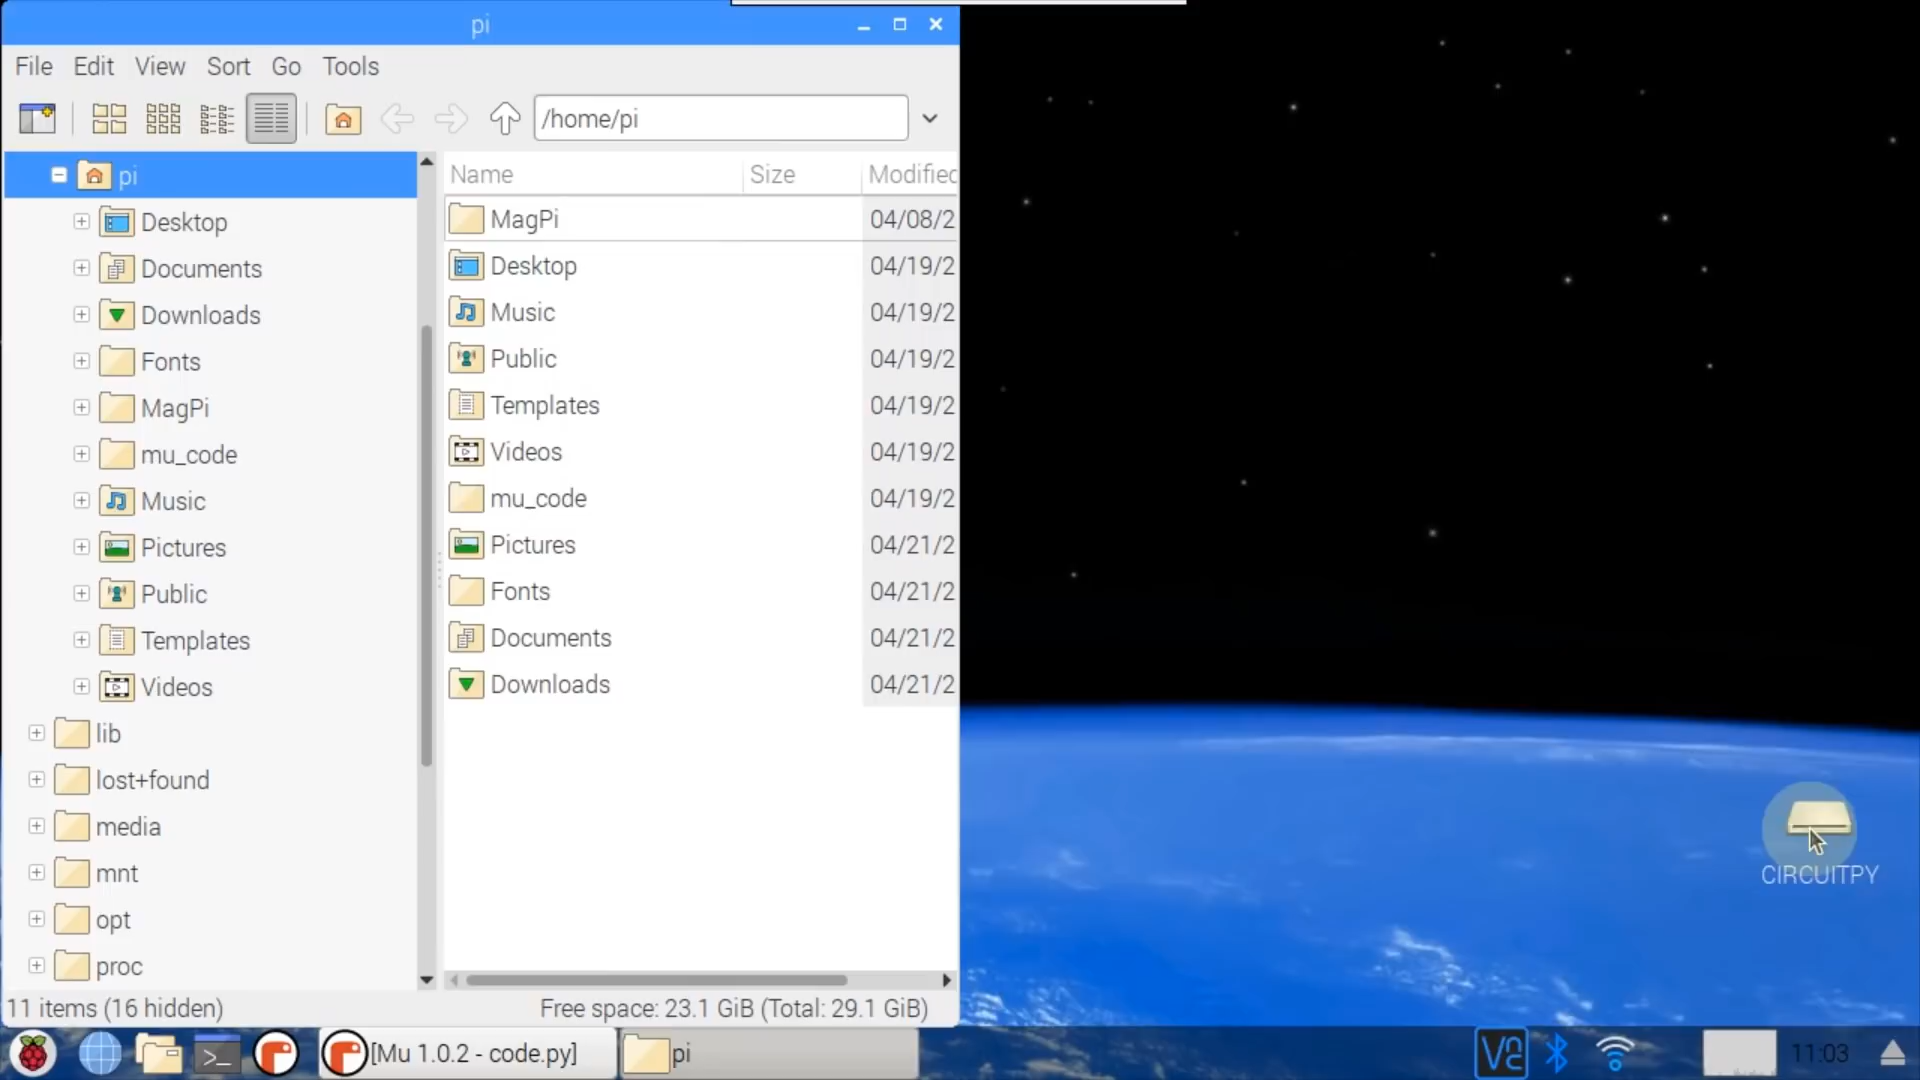 pi
File Edit View Sort Go Tools
/home/pi
pi
Desktop
Documents
Downloads
Fonts
MagPi
mu_code
Music
Pictures
Public
Templates
Videos
lib
lost+found
media
mnt
opt
proc
Name Size Modified
MagPi 04/08/2
Desktop 04/19/2
Music 04/19/2
Public 04/19/2
Templates 04/19/2
Videos 04/19/2
mu_code 04/19/2
Pictures 04/21/2
Fonts 04/21/2
Documents 04/21/2
Downloads 04/21/2
11 items (16 hidden) Free space: 23.1 GiB (Total: 29.1 GiB)
CIRCUITPY
>_ [Mu 1.0.2 - code.py] pi 11:03